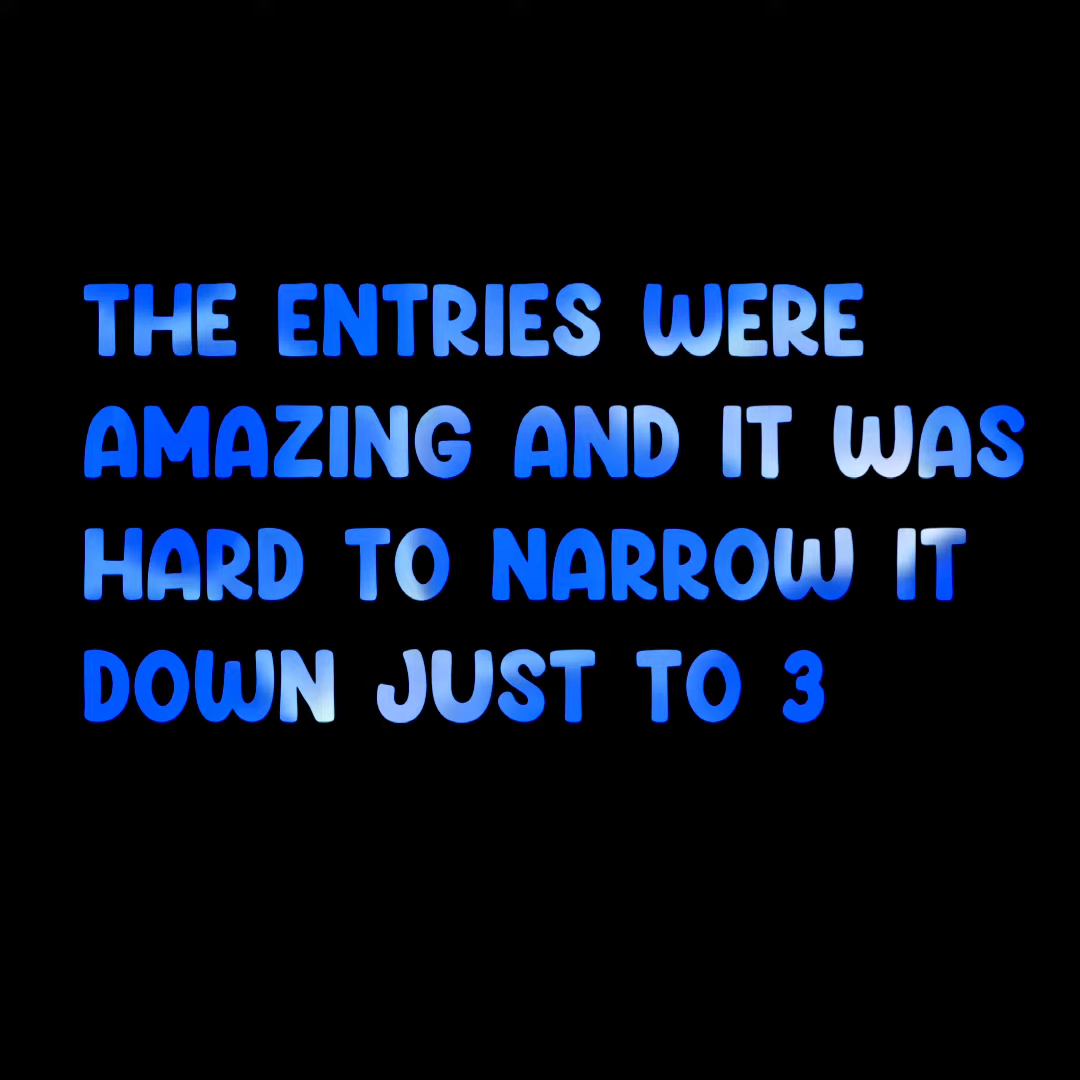 THE ENTRIES WERE
AMAZING AND IT WAS
HARD TO NARROW IT
DOWN JUST TO 3